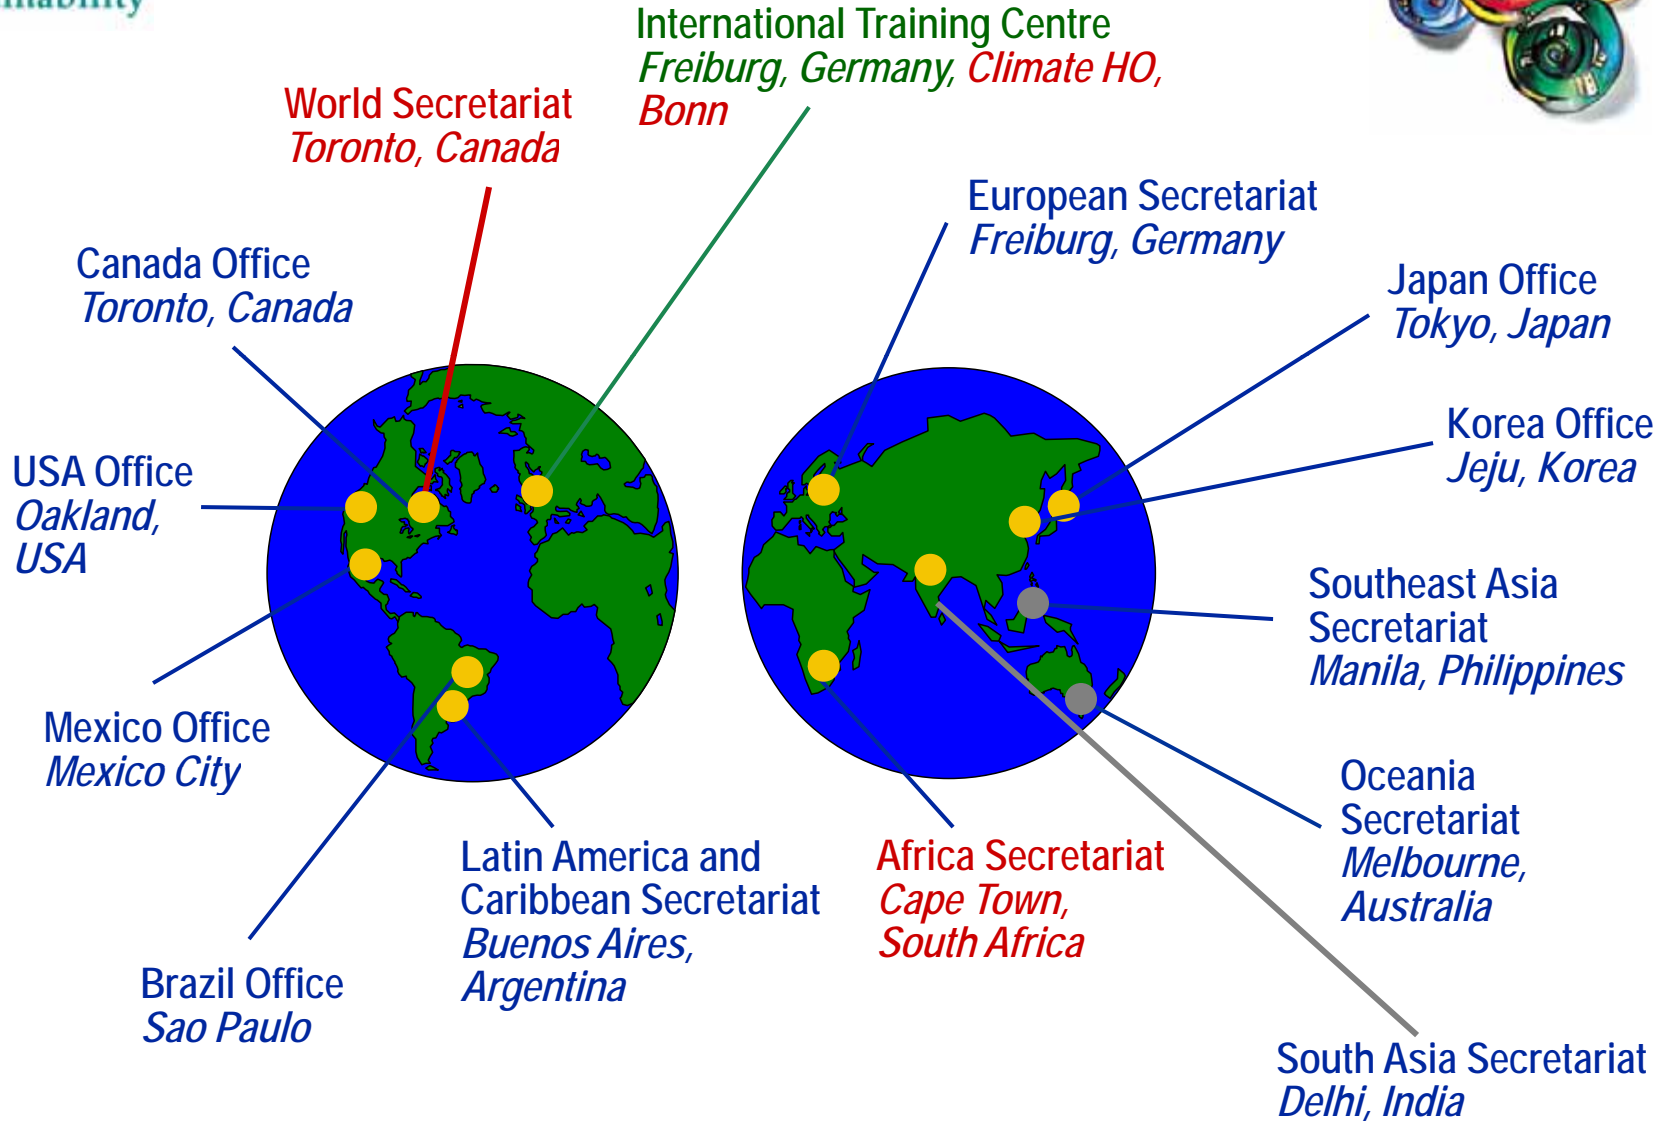 International Training Centre
Freiburg, Germany, Climate HO,
Bonn
World Secretariat
Toronto, Canada
European Secretariat
Freiburg, Germany
Canada Office
Toronto, Canada
Japan Office
Tokyo, Japan
Korea Office
Jeju, Korea
USA Office
Oakland,
USA
Southeast Asia
Secretariat
Manila, Philippines
Mexico Office
Mexico City
Oceania
Secretariat
Melbourne,
Australia
Latin America and
Caribbean Secretariat
Buenos Aires,
Argentina
Africa Secretariat
Cape Town,
South Africa
Brazil Office
Sao Paulo
South Asia Secretariat
Delhi, India